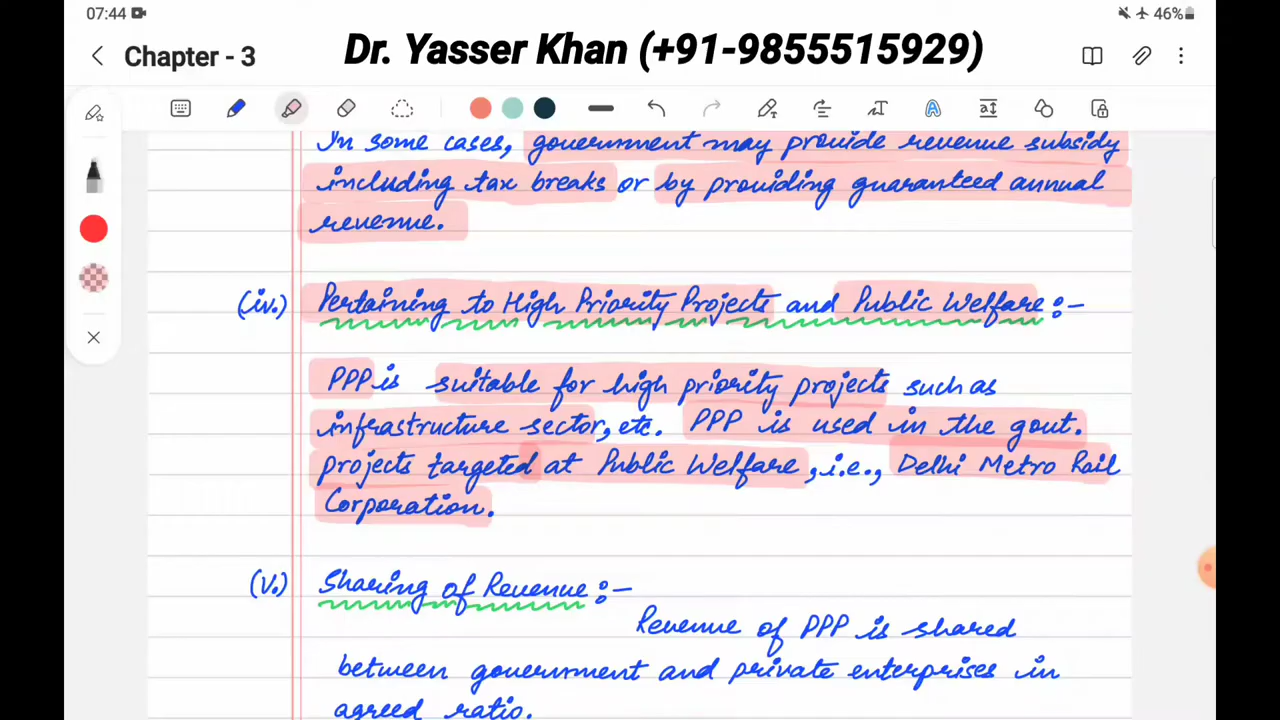 07:44
46%
Chapter - 3
Dr. Yasser Khan (+91-9855515929)
In some cases, government may provide revenue subsidy
including tax breaks or by providing guaranteed annual
revenue.
(iv.) Pertaining to High Priority Projects and Public Welfare :-
PPP is suitable for high priority projects such as
infrastructure sector, etc. PPP is used in the govt.
projects targeted at Public Welfare, i.e., Delhi Metro Rail
Corporation.
(V.) Sharing of Revenue :-
Revenue of PPP is shared
between government and private enterprises in
agreed ratio.